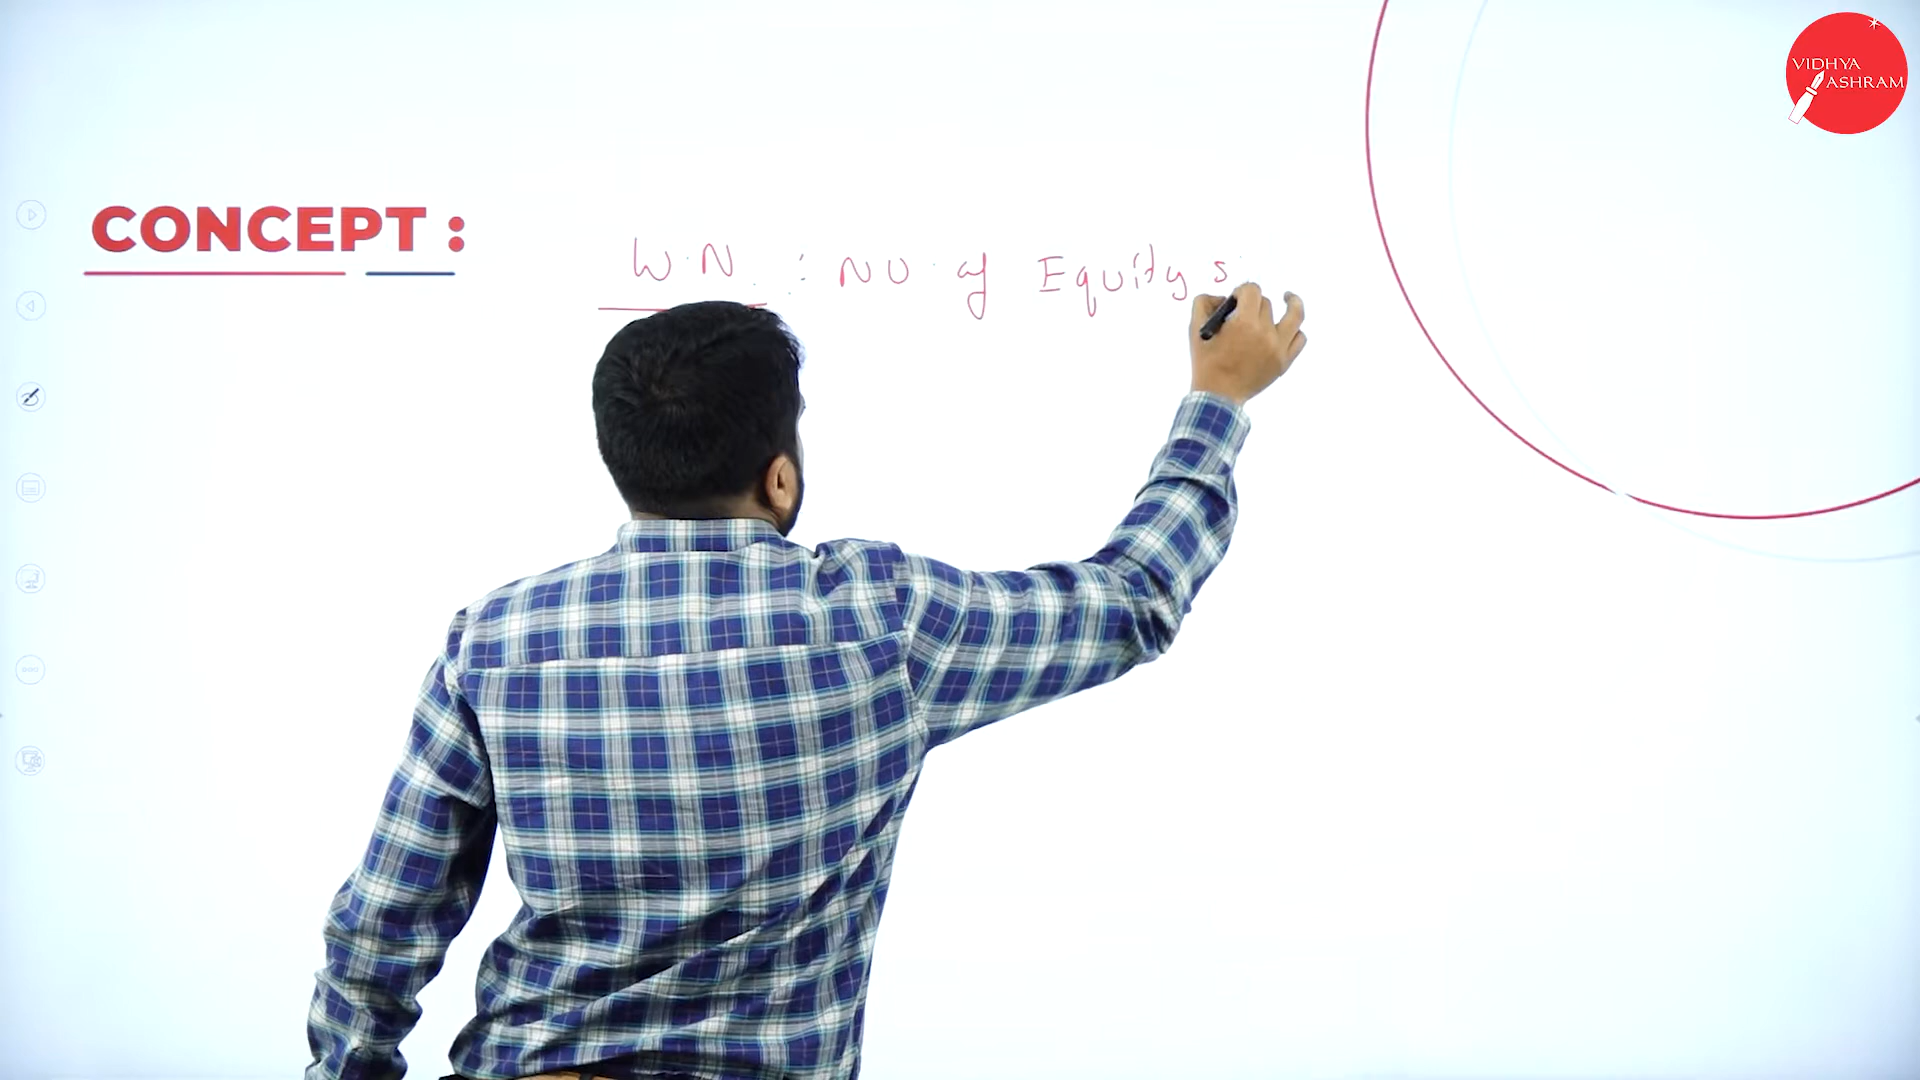 VIDHYA
ASHRAM
CONCEPT :
W.N. : NO. of Equity S